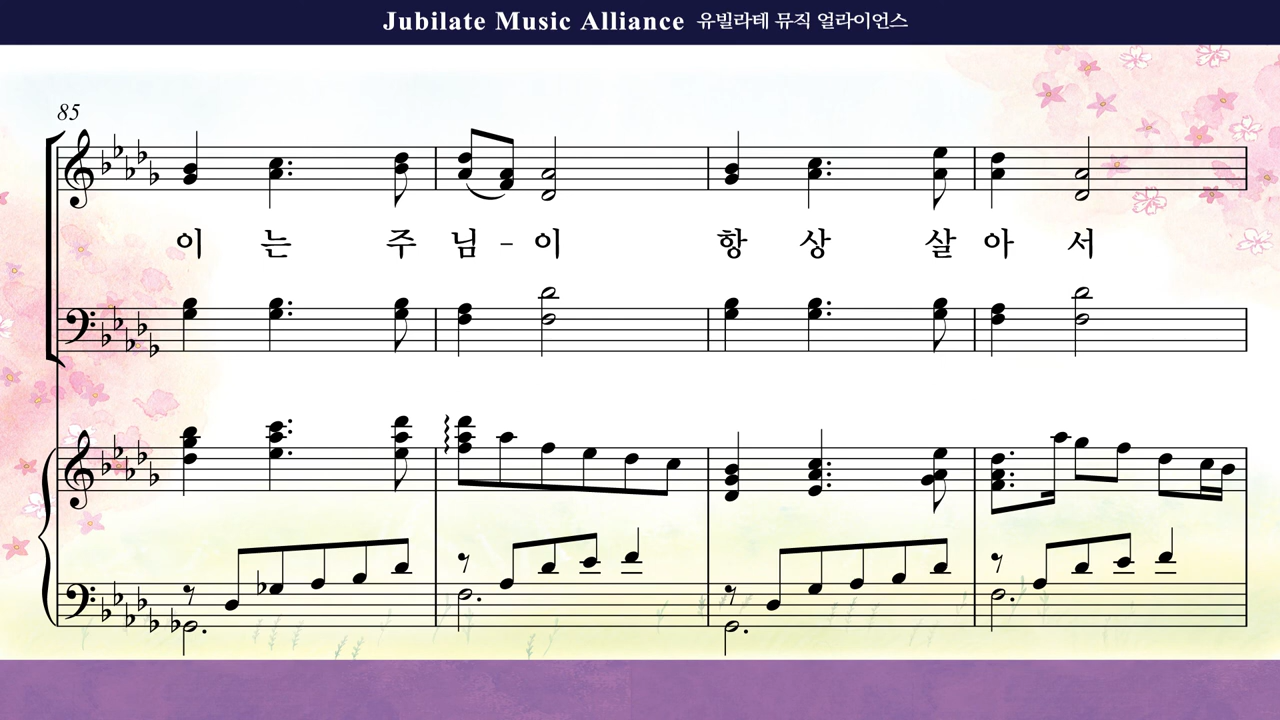 Jubilate Music Alliance 유빌라테 뮤직 얼라이언스
85
이 는 주 님 - 이 항 상 살 아 서